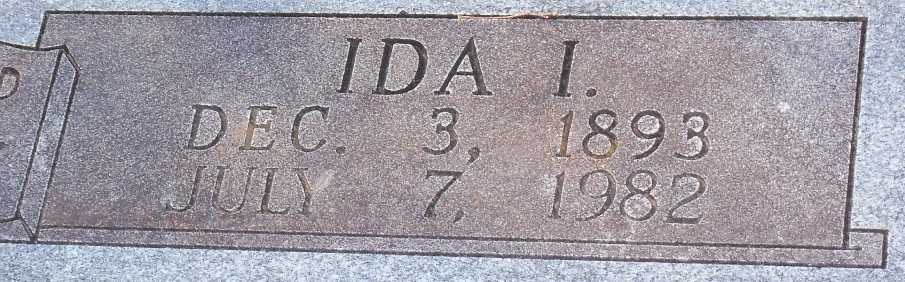 IDA I.
DEC. 3, 1893
JULY 7, 1982